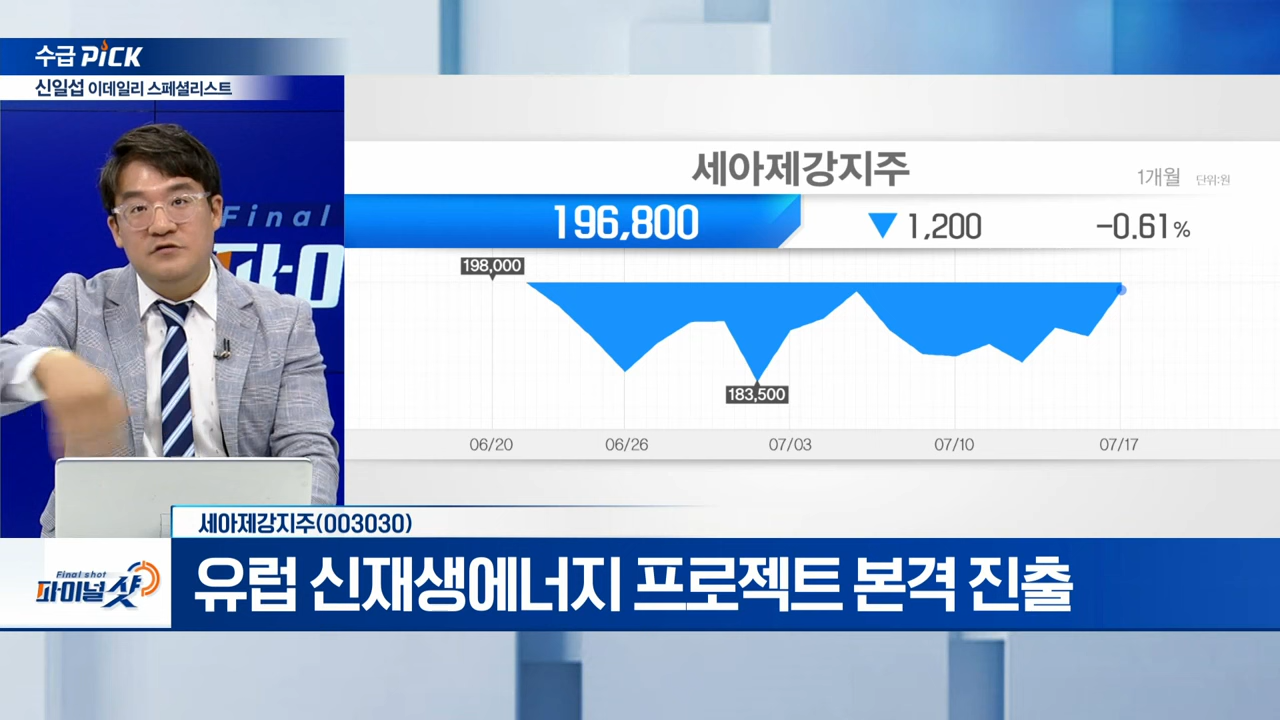 수급 PiCK
신일섭 이데일리 스페셜리스트
Final
파이
세아제강지주
1개월 단위:원
196,800 ▼ 1,200 -0.61%
198,000
183,500
06/20 06/26 07/03 07/10 07/17
세아제강지주(003030)
Final shot
파이널샷
유럽 신재생에너지 프로젝트 본격 진출